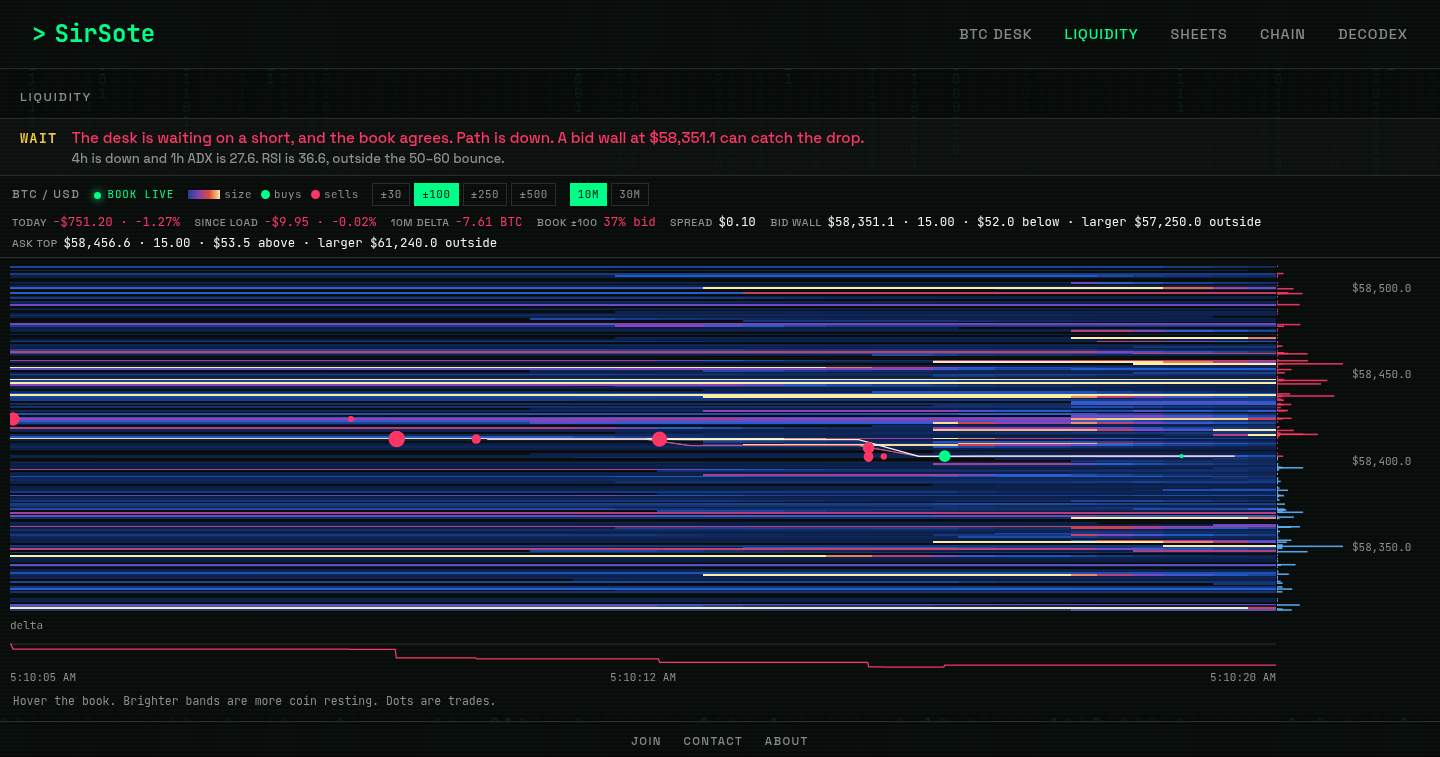 > SirSote
BTC DESK LIQUIDITY SHEETS CHAIN DECODEX
LIQUIDITY
WAIT The desk is waiting on a short, and the book agrees. Path is down. A bid wall at $58,351.1 can catch the drop.
4h is down and 1h ADX is 27.6. RSI is 36.6, outside the 50–60 bounce.
BTC / USD BOOK LIVE size buys sells ±30 ±100 ±250 ±500 10M 30M
TODAY -$751.20 · -1.27% SINCE LOAD -$9.95 · -0.02% 10M DELTA -7.61 BTC BOOK ±100 37% bid SPREAD $0.10 BID WALL $58,351.1 · 15.00 · $52.0 below · larger $57,250.0 outside
ASK TOP $58,456.6 · 15.00 · $53.5 above · larger $61,240.0 outside
$58,500.0
$58,450.0
$58,400.0
$58,350.0
delta
5:10:05 AM 5:10:12 AM 5:10:20 AM
Hover the book. Brighter bands are more coin resting. Dots are trades.
JOIN CONTACT ABOUT